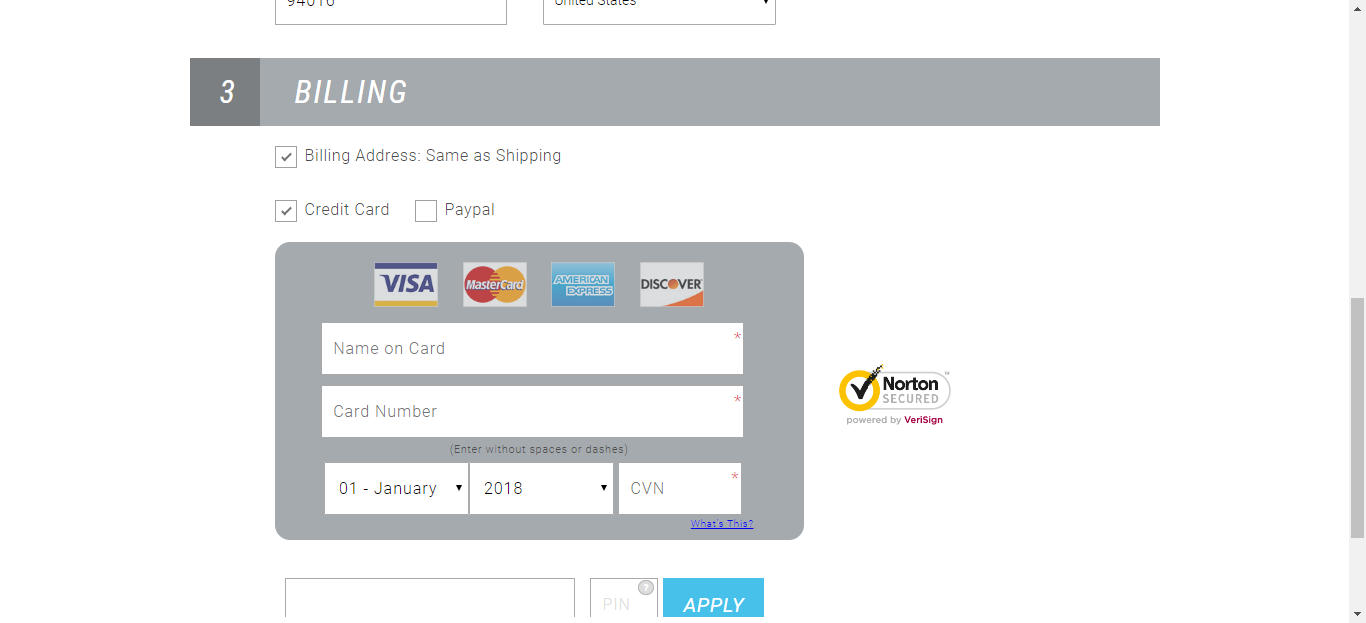 94016
United States
3 BILLING
Billing Address: Same as Shipping
Credit Card Paypal
VISA MasterCard AMERICAN EXPRESS DISCOVER
Name on Card *
Card Number *
(Enter without spaces or dashes)
01 - January 2018 CVN *
What's This?
Norton
SECURED
powered by VeriSign
PIN ? APPLY